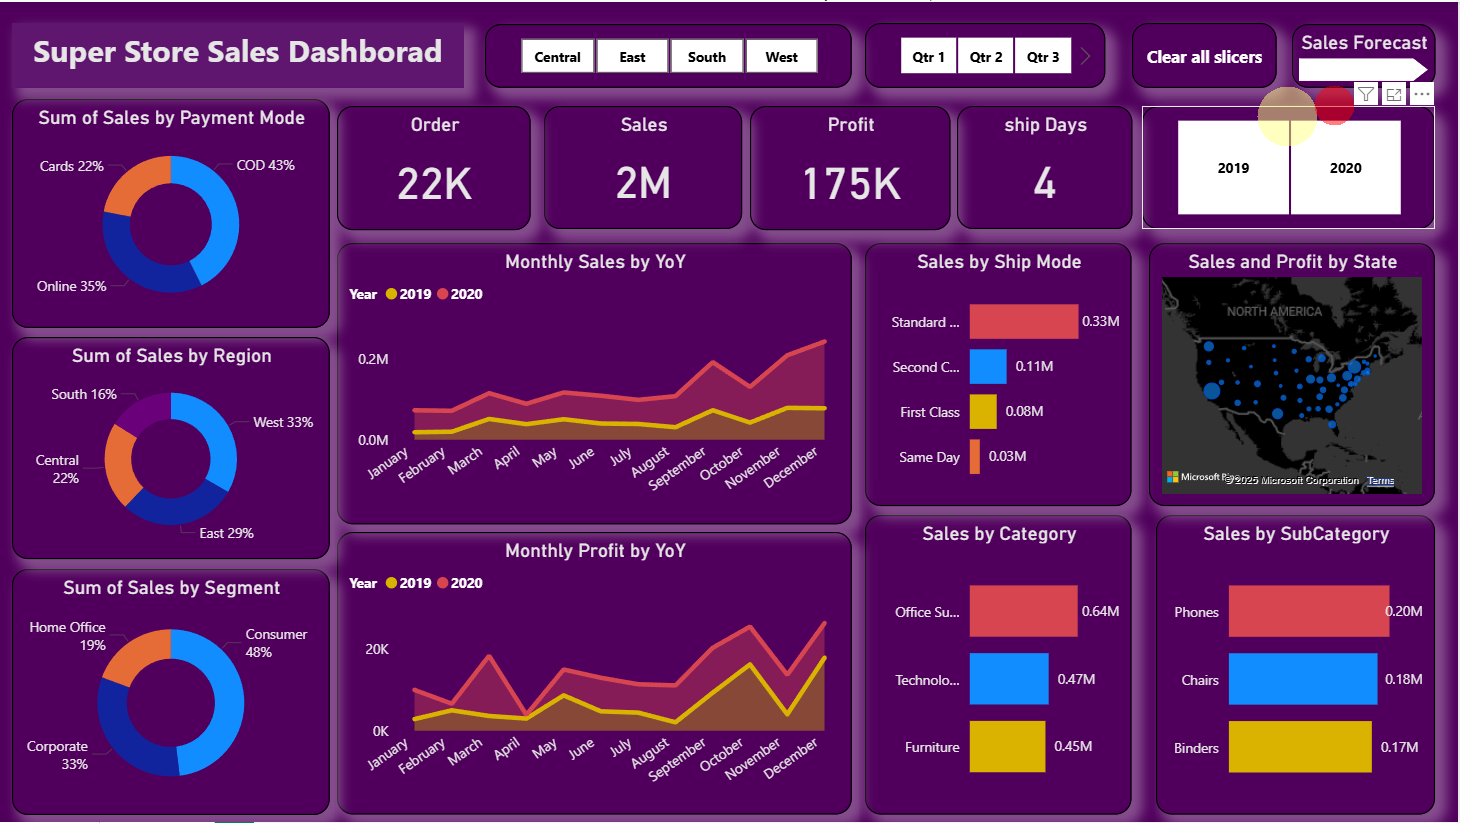 Super Store Sales Dashborad
Central
East
South
West
Qtr 1
Qtr 2
Qtr 3
Clear all slicers
Sales Forecast
Sum of Sales by Payment Mode
Cards 22%
COD 43%
Online 35%
Order
22K
Sales
2M
Profit
175K
ship Days
4
2019
2020
Sum of Sales by Region
South 16%
West 33%
Central
22%
East 29%
Sum of Sales by Segment
Home Office
19%
Consumer
48%
Corporate
33%
Monthly Sales by YoY
Year 2019 2020
0.2M
0.0M
January
February
March
April
May
June
July
August
September
October
November
December
Monthly Profit by YoY
Year 2019 2020
20K
0K
January
February
March
April
May
June
July
August
September
October
November
December
Sales by Ship Mode
Standard ... 0.33M
Second C... 0.11M
First Class 0.08M
Same Day 0.03M
Sales and Profit by State
NORTH AMERICA
Microsoft
©2025 Microsoft Corporation Terms
Sales by Category
Office Su... 0.64M
Technolo... 0.47M
Furniture 0.45M
Sales by SubCategory
Phones 0.20M
Chairs 0.18M
Binders 0.17M